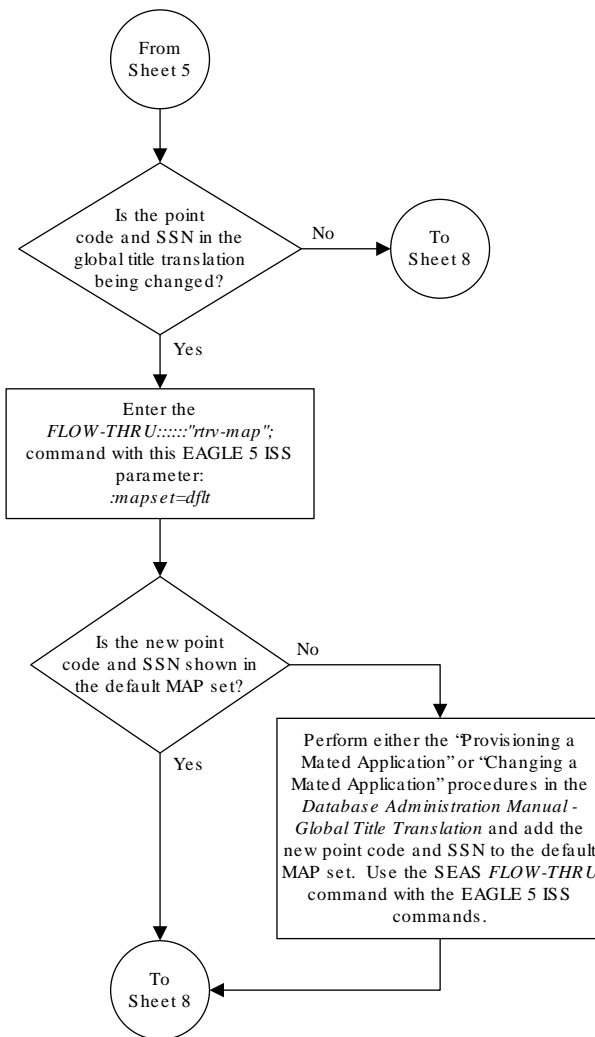 From
Sheet 5
Is the point
code and SSN in the
global title translation
being changed?
No
To
Sheet 8
Yes
Enter the
FLOW-THRU::::::"rtrv-map";
command with this EAGLE 5 ISS
parameter:
:mapset=dflt
Is the new point
code and SSN shown in
the default MAP set?
No
Yes
Perform either the “Provisioning a
Mated Application” or “Changing a
Mated Application” procedures in the
Database Administration Manual -
Global Title Translation and add the
new point code and SSN to the default
MAP set. Use the SEAS FLOW-THRU
command with the EAGLE 5 ISS
commands.
To
Sheet 8